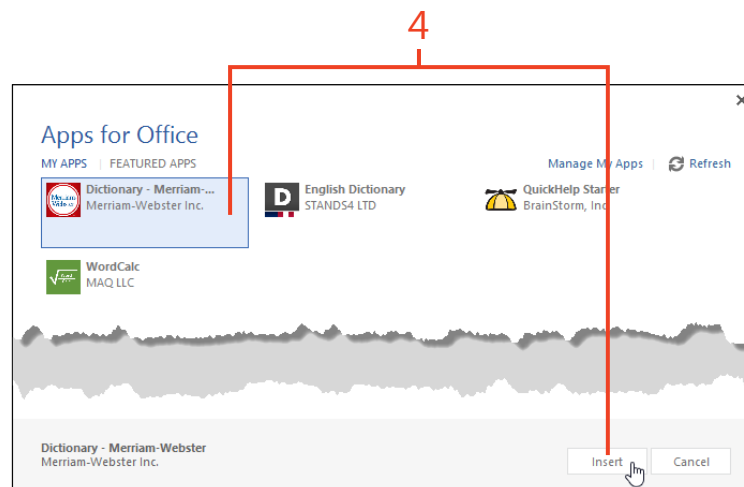 4
Apps for Office
MY APPS | FEATURED APPS
Manage My Apps | Refresh
Dictionary - Merriam-...
Merriam-Webster Inc.
English Dictionary
STANDS4 LTD
QuickHelp Starter
BrainStorm, Inc
WordCalc
MAQ LLC
Dictionary - Merriam-Webster
Merriam-Webster Inc.
Insert
Cancel